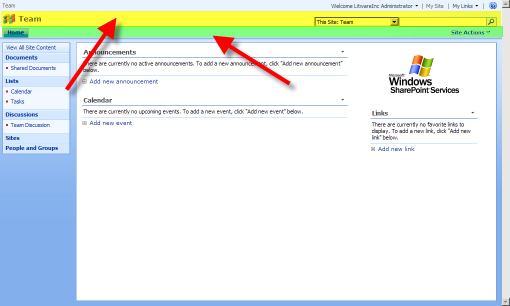 Team
Welcome LitwareInc Administrator | My Site | My Links |
Team
This Site: Team
Home
Site Actions
View All Site Content
Documents
Shared Documents
Lists
Calendar
Tasks
Discussions
Team Discussion
Sites
People and Groups
Announcements
There are currently no active announcements. To add a new announcement, click "Add new announcement"
below.
Add new announcement
Calendar
There are currently no upcoming events. To add a new event, click "Add new event" below.
Add new event
Microsoft
Windows
SharePoint Services
Links
There are currently no favorite links to
display. To add a new link, click "Add new
link" below.
Add new link